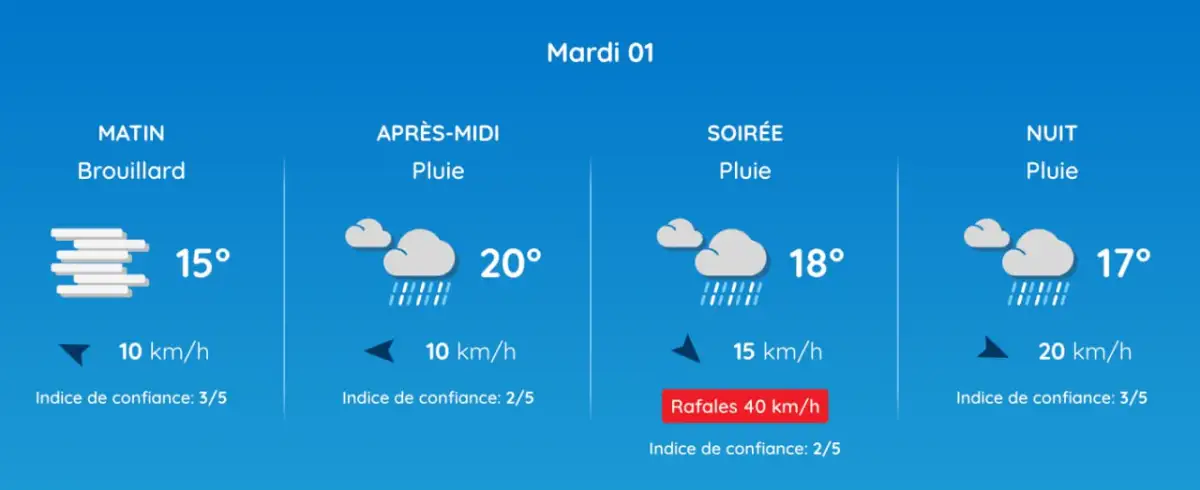 Mardi 01
MATIN
Brouillard
15°
10 km/h
Indice de confiance: 3/5
APRÈS-MIDI
Pluie
20°
10 km/h
Indice de confiance: 2/5
SOIRÉE
Pluie
18°
15 km/h
Rafales 40 km/h
Indice de confiance: 2/5
NUIT
Pluie
17°
20 km/h
Indice de confiance: 3/5